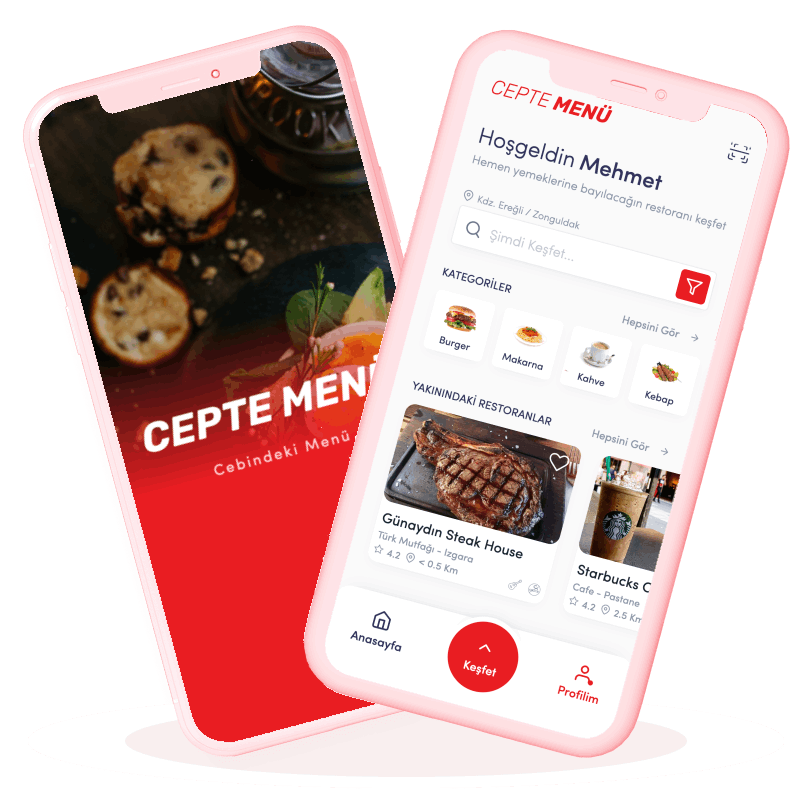 CEPTE MENÜ
Cebindeki Menü
CEPTE MENÜ
Hoşgeldin Mehmet
Hemen yemeklerine bayılacağın restoranı keşfet
Kdz. Ereğli / Zonguldak
Şimdi Keşfet...
KATEGORİLER
Hepsini Gör →
Burger
Makarna
Kahve
Kebap
YAKININDAKİ RESTORANLAR
Hepsini Gör →
Günaydın Steak House
Türk Mutfağı - Izgara
4.2 < 0.5 Km
Starbucks C
Cafe - Pastane
4.2 2.5 Km
Anasayfa
Keşfet
Profilim